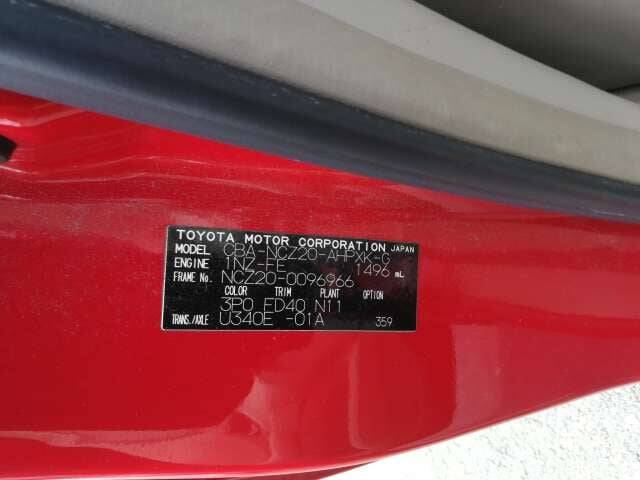 TOYOTA MOTOR CORPORATION JAPAN
MODEL CBA-NCZ20-AHPXK-G
ENGINE 1NZ-FE 1496 mL
FRAME No. NCZ20-0096966
COLOR TRIM PLANT OPTION
3P0 FD40 N11
TRANS./AXLE U340E -01A 359